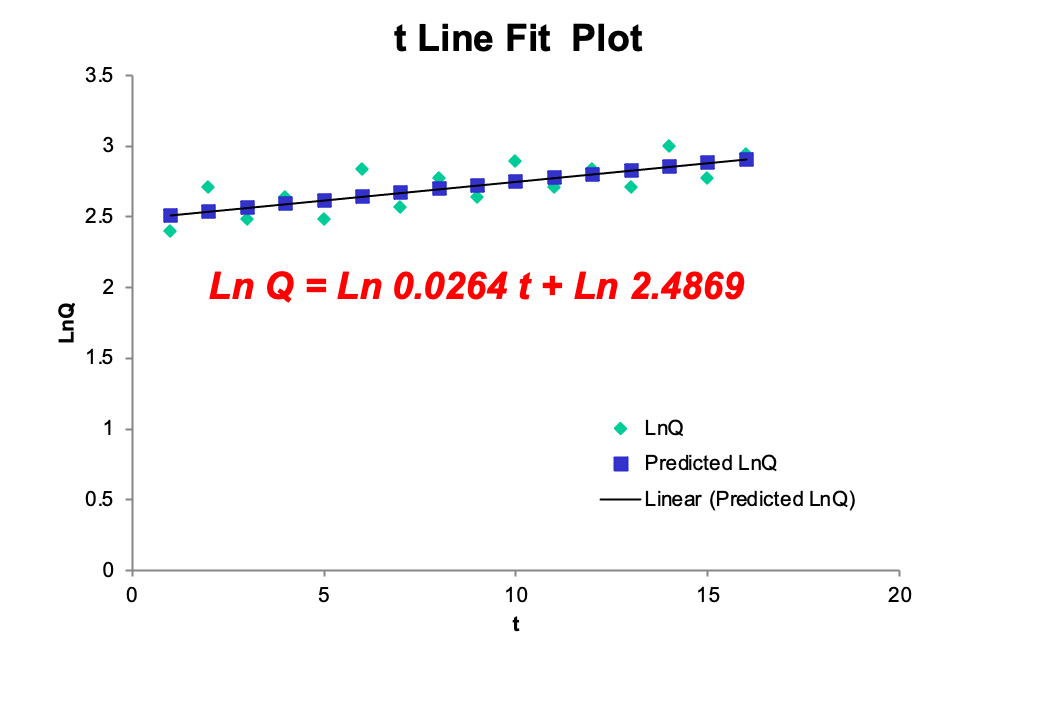 t Line Fit  Plot
3.5
3
2.5
2
1.5
1
0.5
0
LnQ
Ln Q = Ln 0.0264 t + Ln 2.4869
LnQ
Predicted LnQ
Linear (Predicted LnQ)
0 5 10 15 20
t